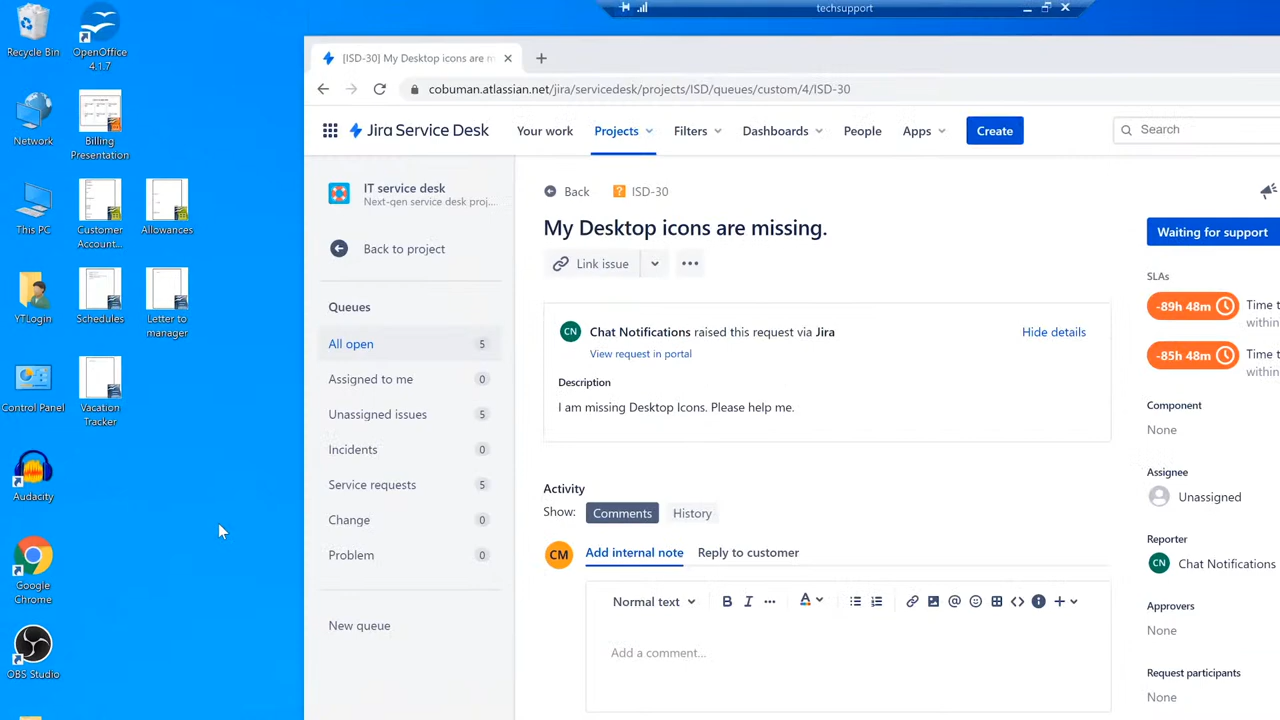 techsupport
Recycle Bin
OpenOffice
4.1.7
Network
Billing
Presentation
This PC
Customer
Account...
Allowances
YTLogin
Schedules
Letter to
manager
Control Panel
Vacation
Tracker
Audacity
Google
Chrome
OBS Studio
[ISD-30] My Desktop icons are m
cobuman.atlassian.net/jira/servicedesk/projects/ISD/queues/custom/4/ISD-30
Jira Service Desk
Your work
Projects
Filters
Dashboards
People
Apps
Create
Search
IT service desk
Next-gen service desk proj...
Back to project
Queues
All open 5
Assigned to me 0
Unassigned issues 5
Incidents 0
Service requests 5
Change 0
Problem 0
New queue
Back
ISD-30
My Desktop icons are missing.
Link issue
CN
Chat Notifications raised this request via Jira
Hide details
View request in portal
Description
I am missing Desktop Icons. Please help me.
Activity
Show: Comments History
CM
Add internal note
Reply to customer
Normal text
B I
A
Add a comment...
Waiting for support
SLAs
-89h 48m Time t
within
-85h 48m Time t
within
Component
None
Assignee
Unassigned
Reporter
CN Chat Notifications
Approvers
None
Request participants
None